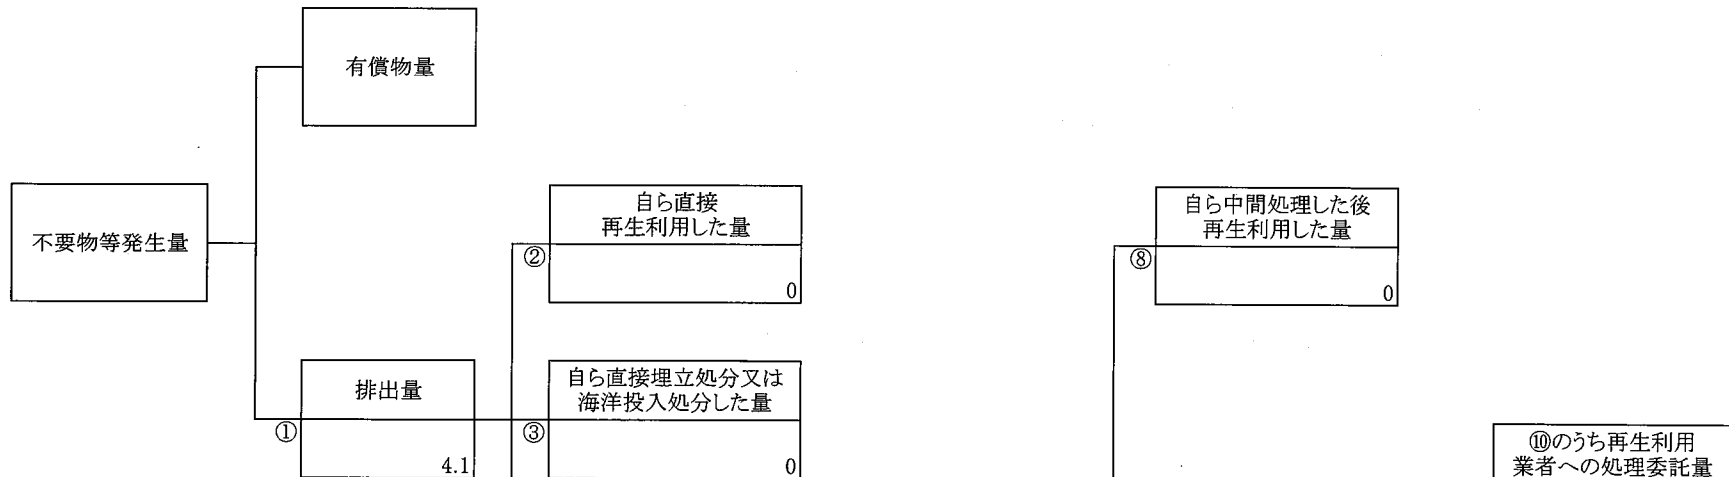 有償物量
不要物等発生量
自ら直接
再生利用した量
②
0
自ら中間処理した後
再生利用した量
⑧
0
排出量
①
4.1
自ら直接埋立処分又は
海洋投入処分した量
③
0
⑩のうち再生利用
業者への処理委託量